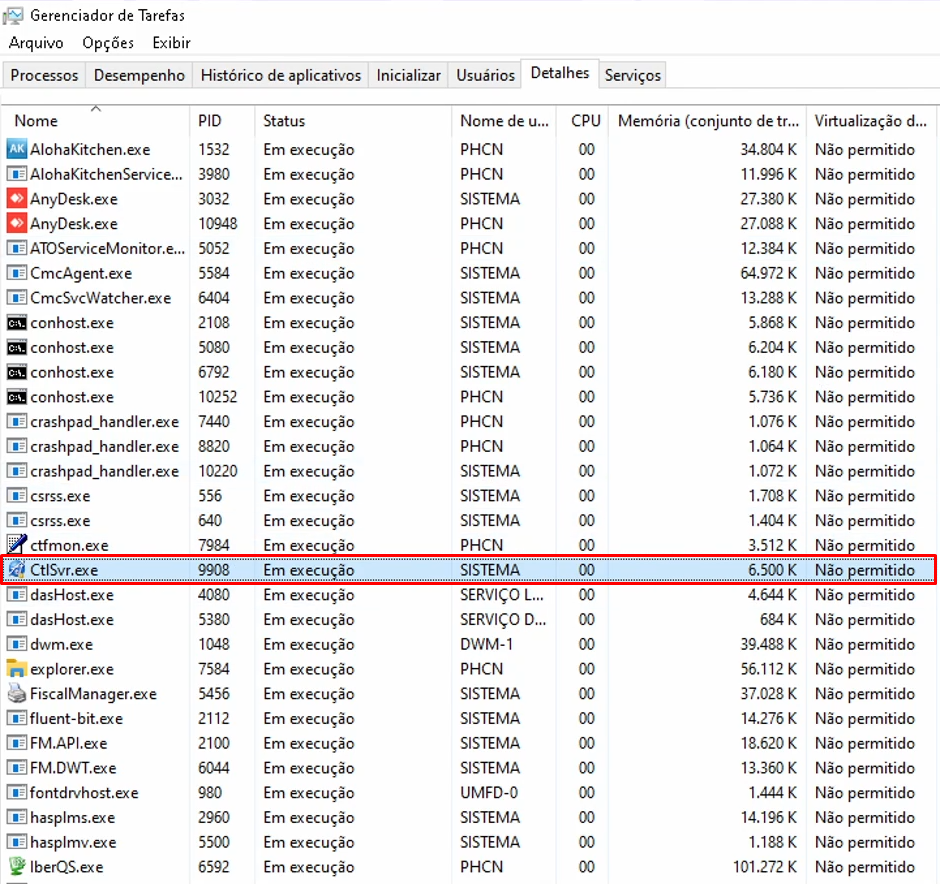 Gerenciador de Tarefas
Arquivo Opções Exibir
Processos Desempenho Histórico de aplicativos Inicializar Usuários Detalhes Serviços
Nome PID Status Nome de u... CPU Memória (conjunto de tr... Virtualização d...
AK AlohaKitchen.exe 1532 Em execução PHCN 00 34.804 K Não permitido
AlohaKitchenService... 3980 Em execução PHCN 00 11.996 K Não permitido
AnyDesk.exe 3032 Em execução SISTEMA 00 27.380 K Não permitido
AnyDesk.exe 10948 Em execução PHCN 00 27.088 K Não permitido
ATOServiceMonitor.e... 5052 Em execução PHCN 00 12.384 K Não permitido
CmcAgent.exe 5584 Em execução SISTEMA 00 64.972 K Não permitido
CmcSvcWatcher.exe 6404 Em execução SISTEMA 00 13.288 K Não permitido
conhost.exe 2108 Em execução SISTEMA 00 5.868 K Não permitido
conhost.exe 5080 Em execução SISTEMA 00 6.204 K Não permitido
conhost.exe 6792 Em execução SISTEMA 00 6.180 K Não permitido
conhost.exe 10252 Em execução PHCN 00 5.736 K Não permitido
crashpad_handler.exe 7440 Em execução PHCN 00 1.076 K Não permitido
crashpad_handler.exe 8820 Em execução PHCN 00 1.064 K Não permitido
crashpad_handler.exe 10220 Em execução SISTEMA 00 1.072 K Não permitido
csrss.exe 556 Em execução SISTEMA 00 1.708 K Não permitido
csrss.exe 640 Em execução SISTEMA 00 1.404 K Não permitido
ctfmon.exe 7984 Em execução PHCN 00 3.512 K Não permitido
CtlSvr.exe 9908 Em execução SISTEMA 00 6.500 K Não permitido
dasHost.exe 4080 Em execução SERVIÇO L... 00 4.644 K Não permitido
dasHost.exe 5380 Em execução SERVIÇO D... 00 684 K Não permitido
dwm.exe 1048 Em execução DWM-1 00 39.488 K Não permitido
explorer.exe 7584 Em execução PHCN 00 56.112 K Não permitido
FiscalManager.exe 5456 Em execução SISTEMA 00 37.028 K Não permitido
fluent-bit.exe 2112 Em execução SISTEMA 00 14.276 K Não permitido
FM.API.exe 2100 Em execução SISTEMA 00 18.620 K Não permitido
FM.DWT.exe 6044 Em execução SISTEMA 00 13.360 K Não permitido
fontdrvhost.exe 980 Em execução UMFD-0 00 1.444 K Não permitido
hasplms.exe 2960 Em execução SISTEMA 00 14.196 K Não permitido
hasplmv.exe 5500 Em execução SISTEMA 00 1.188 K Não permitido
IberQS.exe 6592 Em execução PHCN 00 101.272 K Não permitido